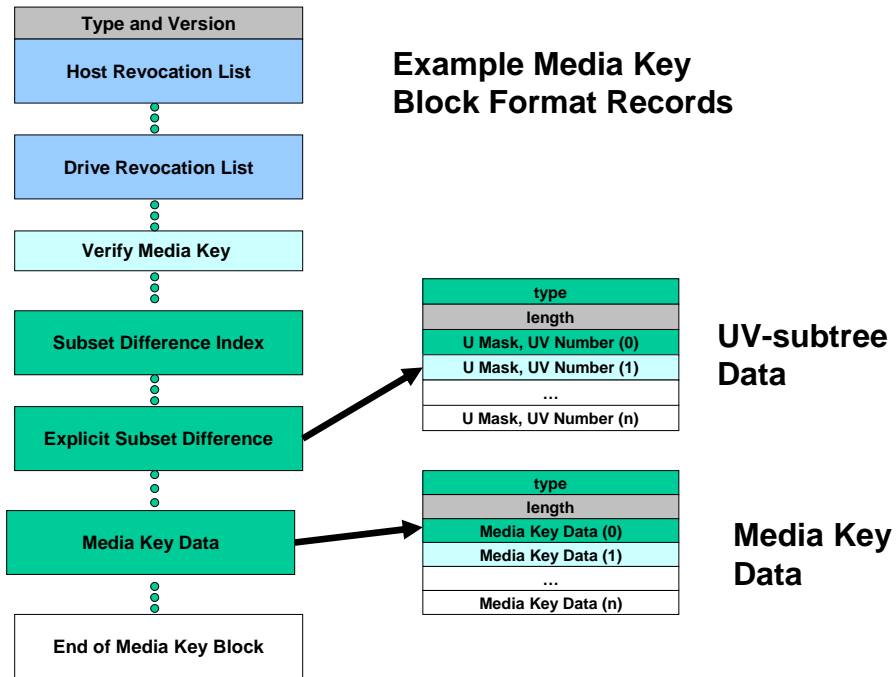 Type and Version
Host Revocation List
Example Media Key
Block Format Records
Drive Revocation List
Verify Media Key
Subset Difference Index
Explicit Subset Difference
Media Key Data
End of Media Key Block
type
length
U Mask, UV Number (0)
U Mask, UV Number (1)
…
U Mask, UV Number (n)
UV-subtree
Data
type
length
Media Key Data (0)
Media Key Data (1)
…
Media Key Data (n)
Media Key
Data